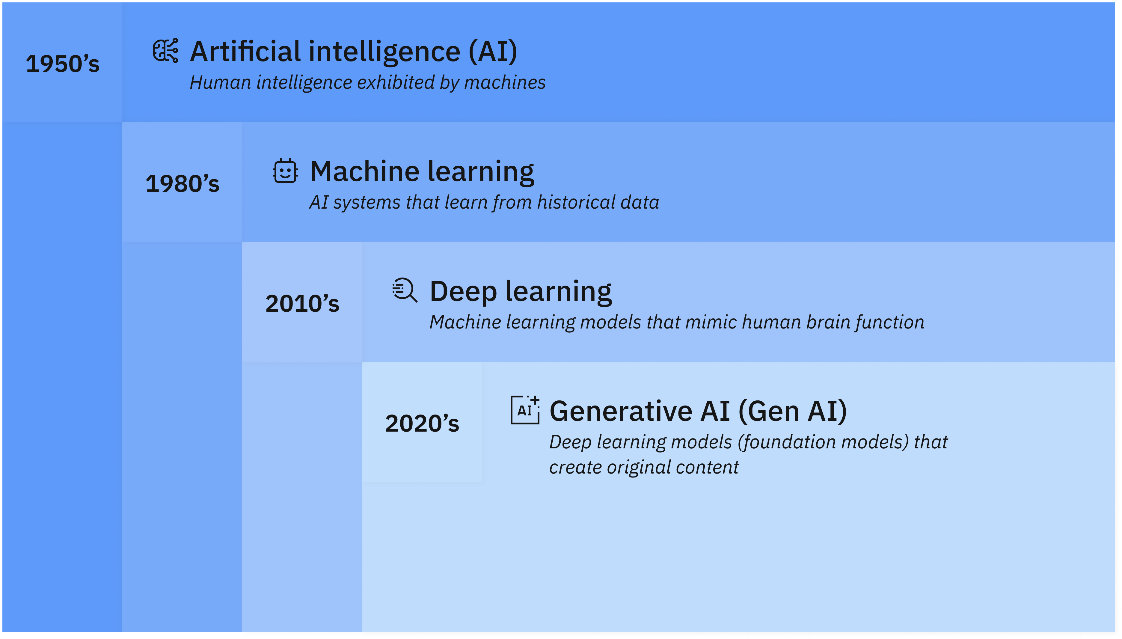 1950’s
Artificial intelligence (AI)
Human intelligence exhibited by machines
1980’s
Machine learning
AI systems that learn from historical data
2010’s
Deep learning
Machine learning models that mimic human brain function
2020’s
AI
Generative AI (Gen AI)
Deep learning models (foundation models) that
create original content